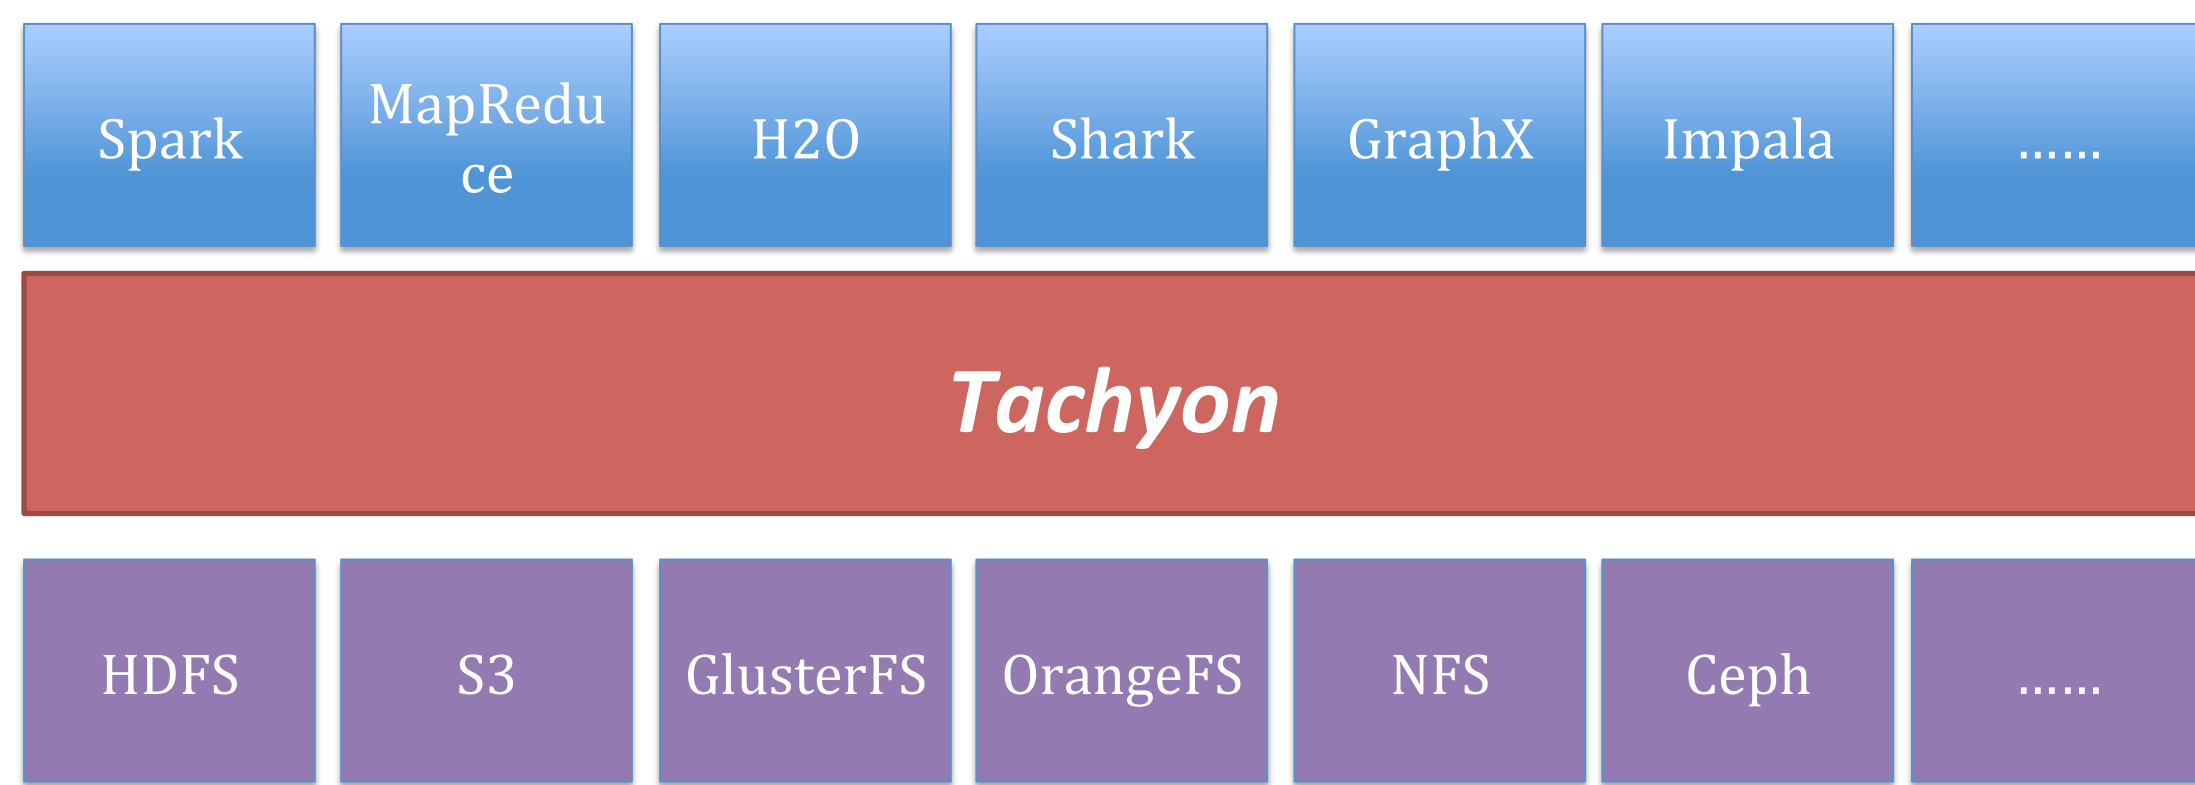 Spark
MapRedu
ce
H2O
Shark
GraphX
Impala
......
Tachyon
HDFS
S3
GlusterFS
OrangeFS
NFS
Ceph
......